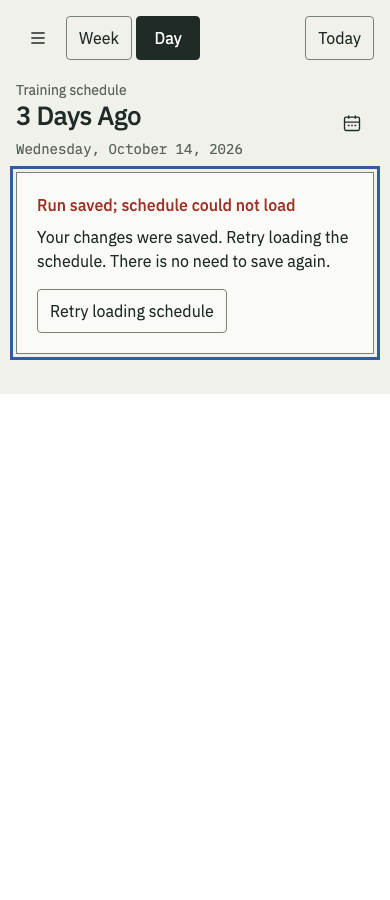 Week
Day
Today
Training schedule
3 Days Ago
Wednesday, October 14, 2026
Run saved; schedule could not load
Your changes were saved. Retry loading the
schedule. There is no need to save again.
Retry loading schedule